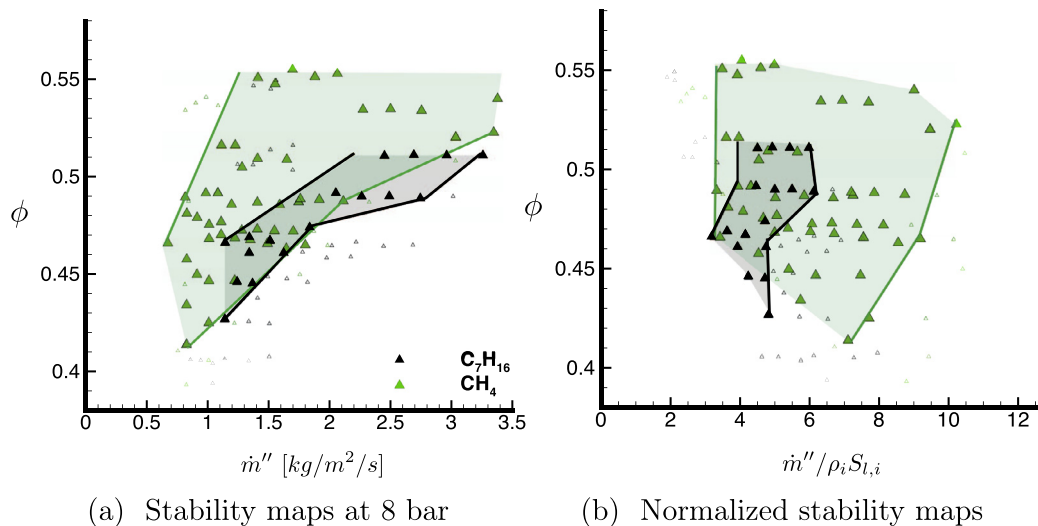 ϕ
0.55
0.5
0.45
0.4
0 0.5 1 1.5 2 2.5 3 3.5
ṁ'' [kg/m²/s]
C₇H₁₆
CH₄
(a) Stability maps at 8 bar
ϕ
0.55
0.5
0.45
0.4
0 2 4 6 8 10 12
ṁ''/ρᵢSₗ,ᵢ
(b) Normalized stability maps